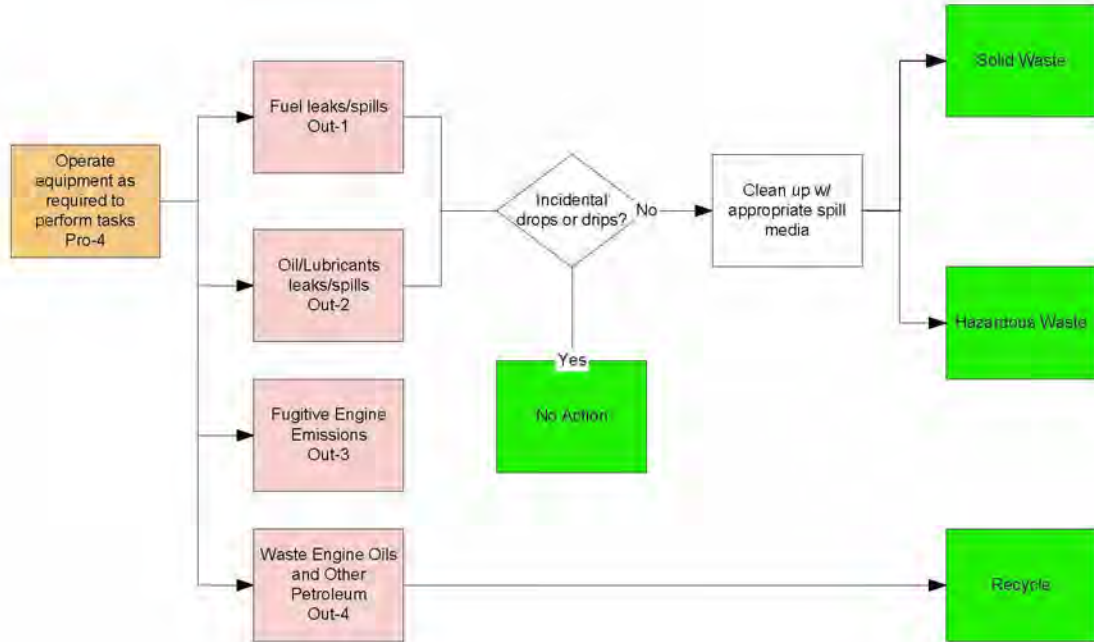 Operate
equipment as
required to
perform tasks
Pro-4
Fuel leaks/spills
Out-1
Oil/Lubricants
leaks/spills
Out-2
Fugitive Engine
Emissions
Out-3
Waste Engine Oils
and Other
Petroleum
Out-4
Incidental
drops or drips?
No
Yes
No Action
Clean up w/
appropriate spill
media
Solid Waste
Hazardous Waste
Recycle